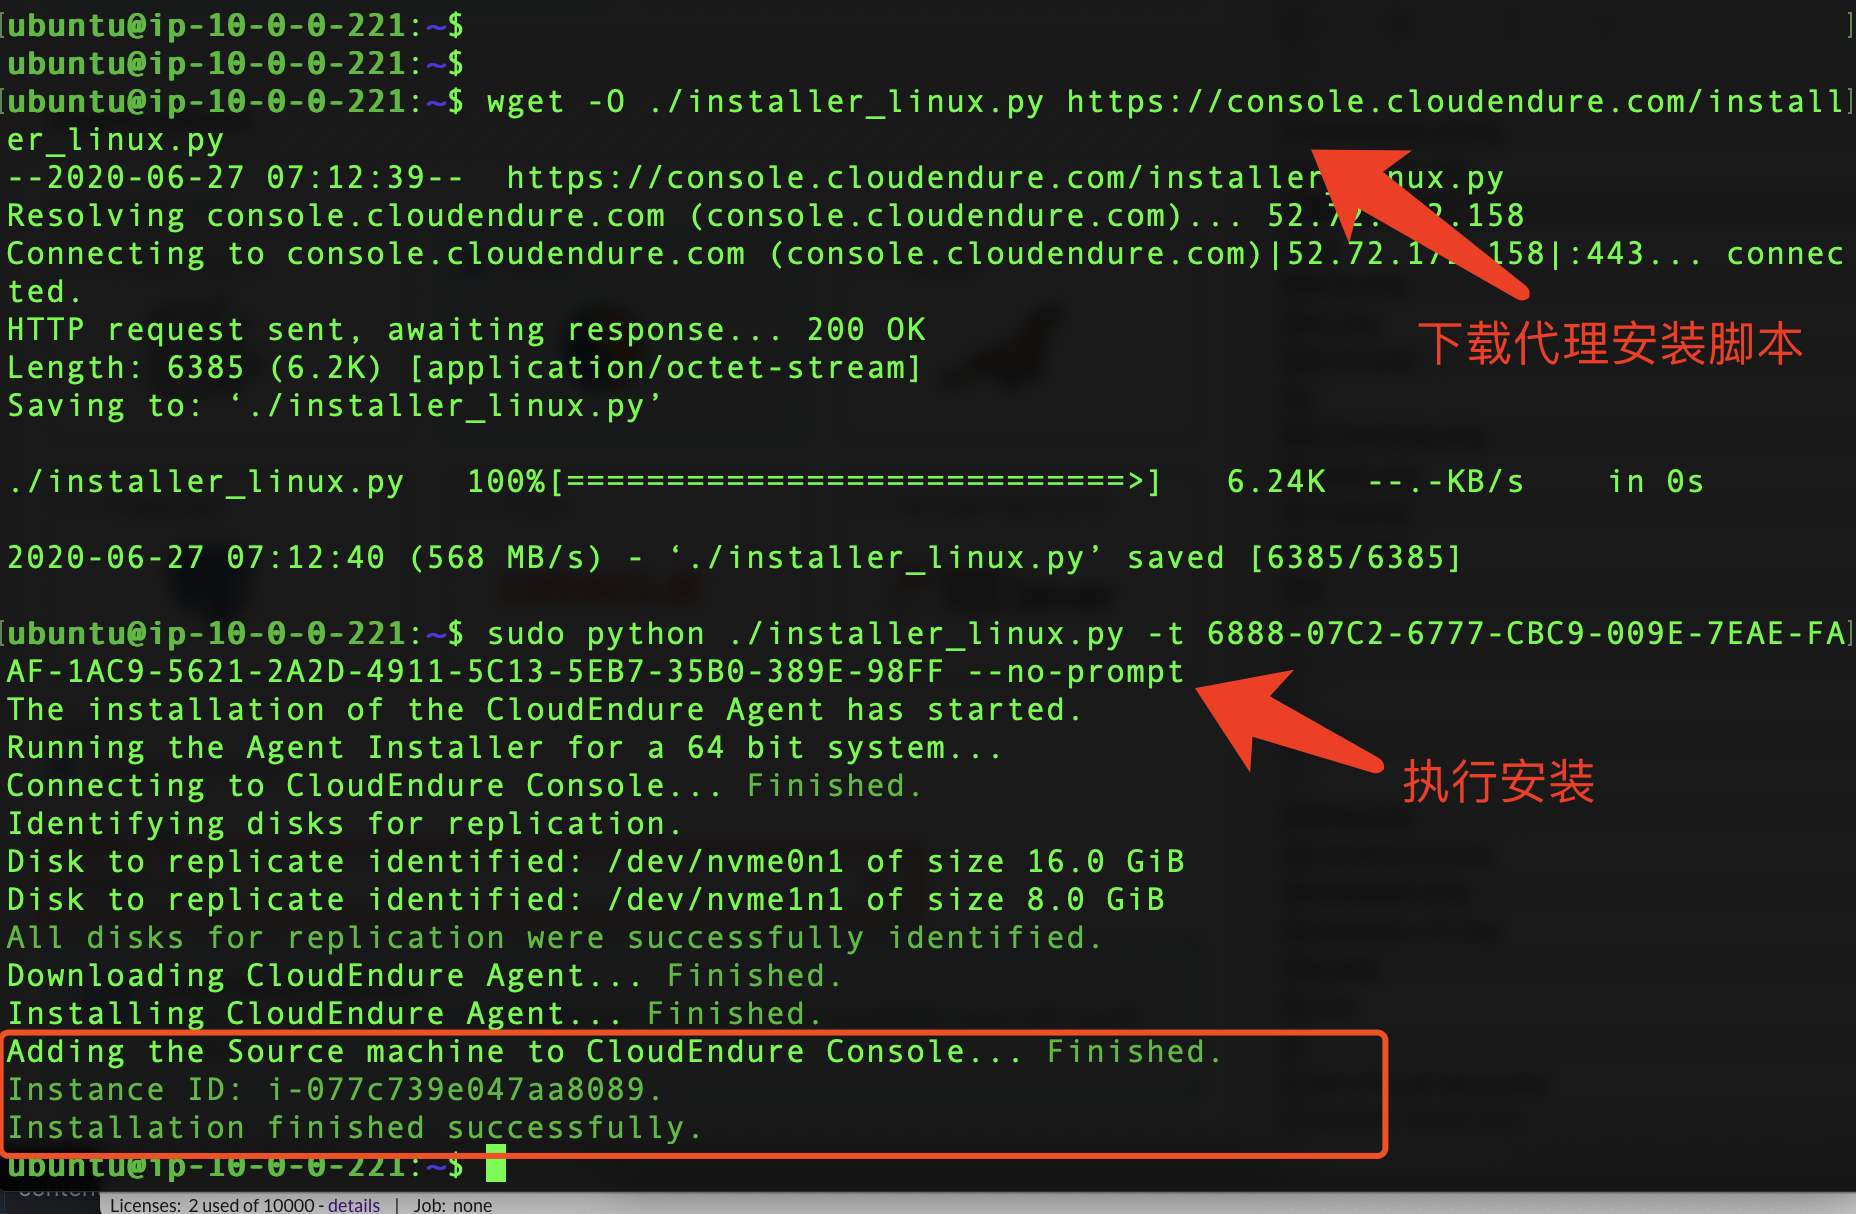 ubuntu@ip-10-0-0-221:~$
ubuntu@ip-10-0-0-221:~$
ubuntu@ip-10-0-0-221:~$ wget -O ./installer_linux.py https://console.cloudendure.com/install
er_linux.py
--2020-06-27 07:12:39--  https://console.cloudendure.com/installer_linux.py
Resolving console.cloudendure.com (console.cloudendure.com)... 52.72.172.158
Connecting to console.cloudendure.com (console.cloudendure.com)|52.72.172.158|:443... connec
ted.
HTTP request sent, awaiting response... 200 OK
下载代理安装脚本
Length: 6385 (6.2K) [application/octet-stream]
Saving to: ‘./installer_linux.py’
./installer_linux.py   100%[============================>]   6.24K  --.-KB/s    in 0s
2020-06-27 07:12:40 (568 MB/s) - ‘./installer_linux.py’ saved [6385/6385]
ubuntu@ip-10-0-0-221:~$ sudo python ./installer_linux.py -t 6888-07C2-6777-CBC9-009E-7EAE-FA
AF-1AC9-5621-2A2D-4911-5C13-5EB7-35B0-389E-98FF --no-prompt
The installation of the CloudEndure Agent has started.
Running the Agent Installer for a 64 bit system...
Connecting to CloudEndure Console... Finished.
执行安装
Identifying disks for replication.
Disk to replicate identified: /dev/nvme0n1 of size 16.0 GiB
Disk to replicate identified: /dev/nvme1n1 of size 8.0 GiB
All disks for replication were successfully identified.
Downloading CloudEndure Agent... Finished.
Installing CloudEndure Agent... Finished.
Adding the Source machine to CloudEndure Console... Finished.
Instance ID: i-077c739e047aa8089.
Installation finished successfully.
ubuntu@ip-10-0-0-221:~$
Licenses: 2 used of 10000 - details | Job: none